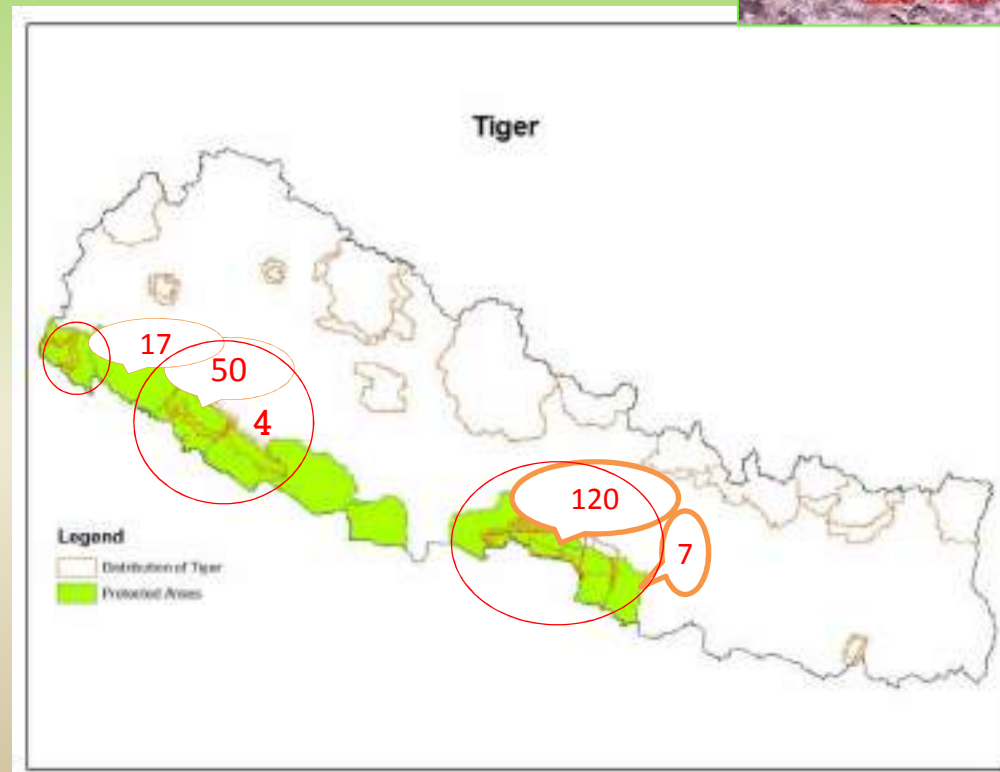 Tiger
17
50
4
120
7
Legend
Distribution of Tiger
Protected Areas